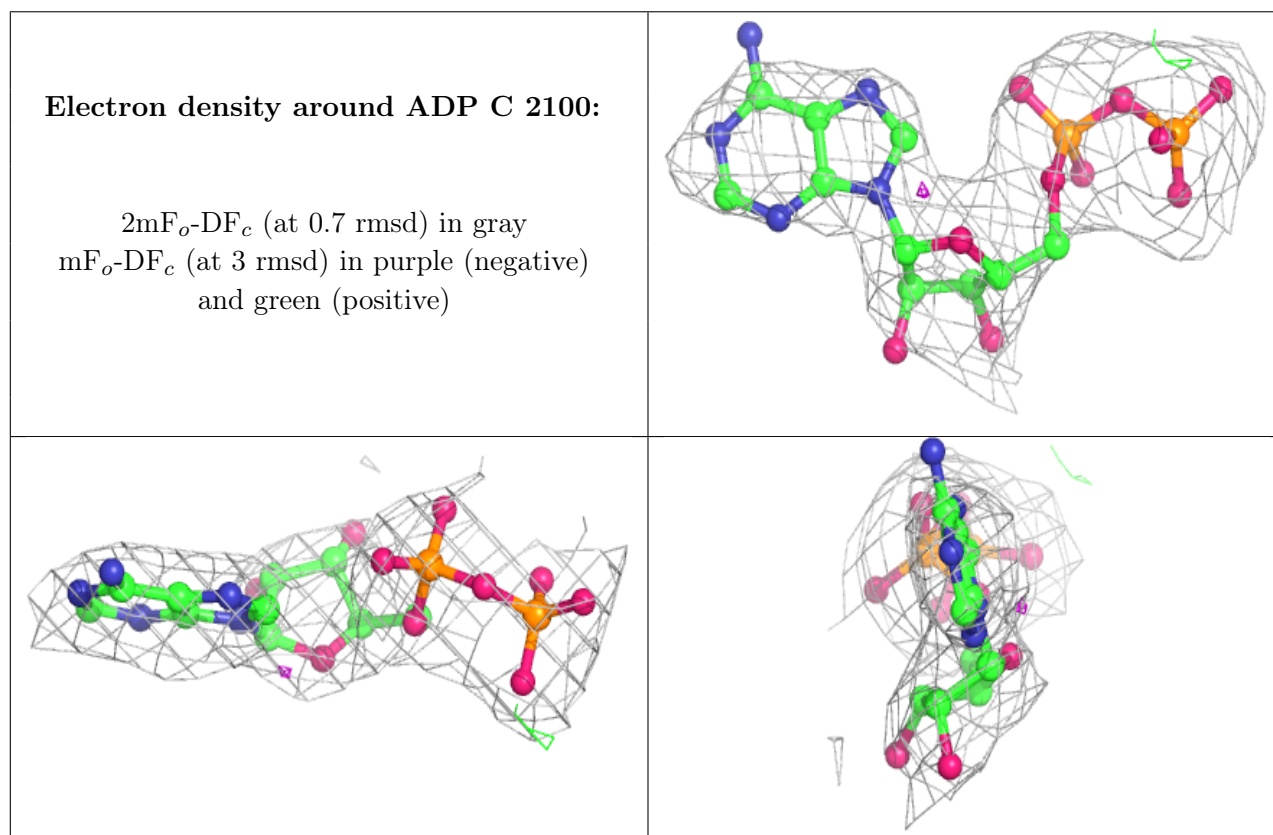 Electron density around ADP C 2100:
2mFₒ-DF𝒸 (at 0.7 rmsd) in gray
mFₒ-DF𝒸 (at 3 rmsd) in purple (negative)
and green (positive)